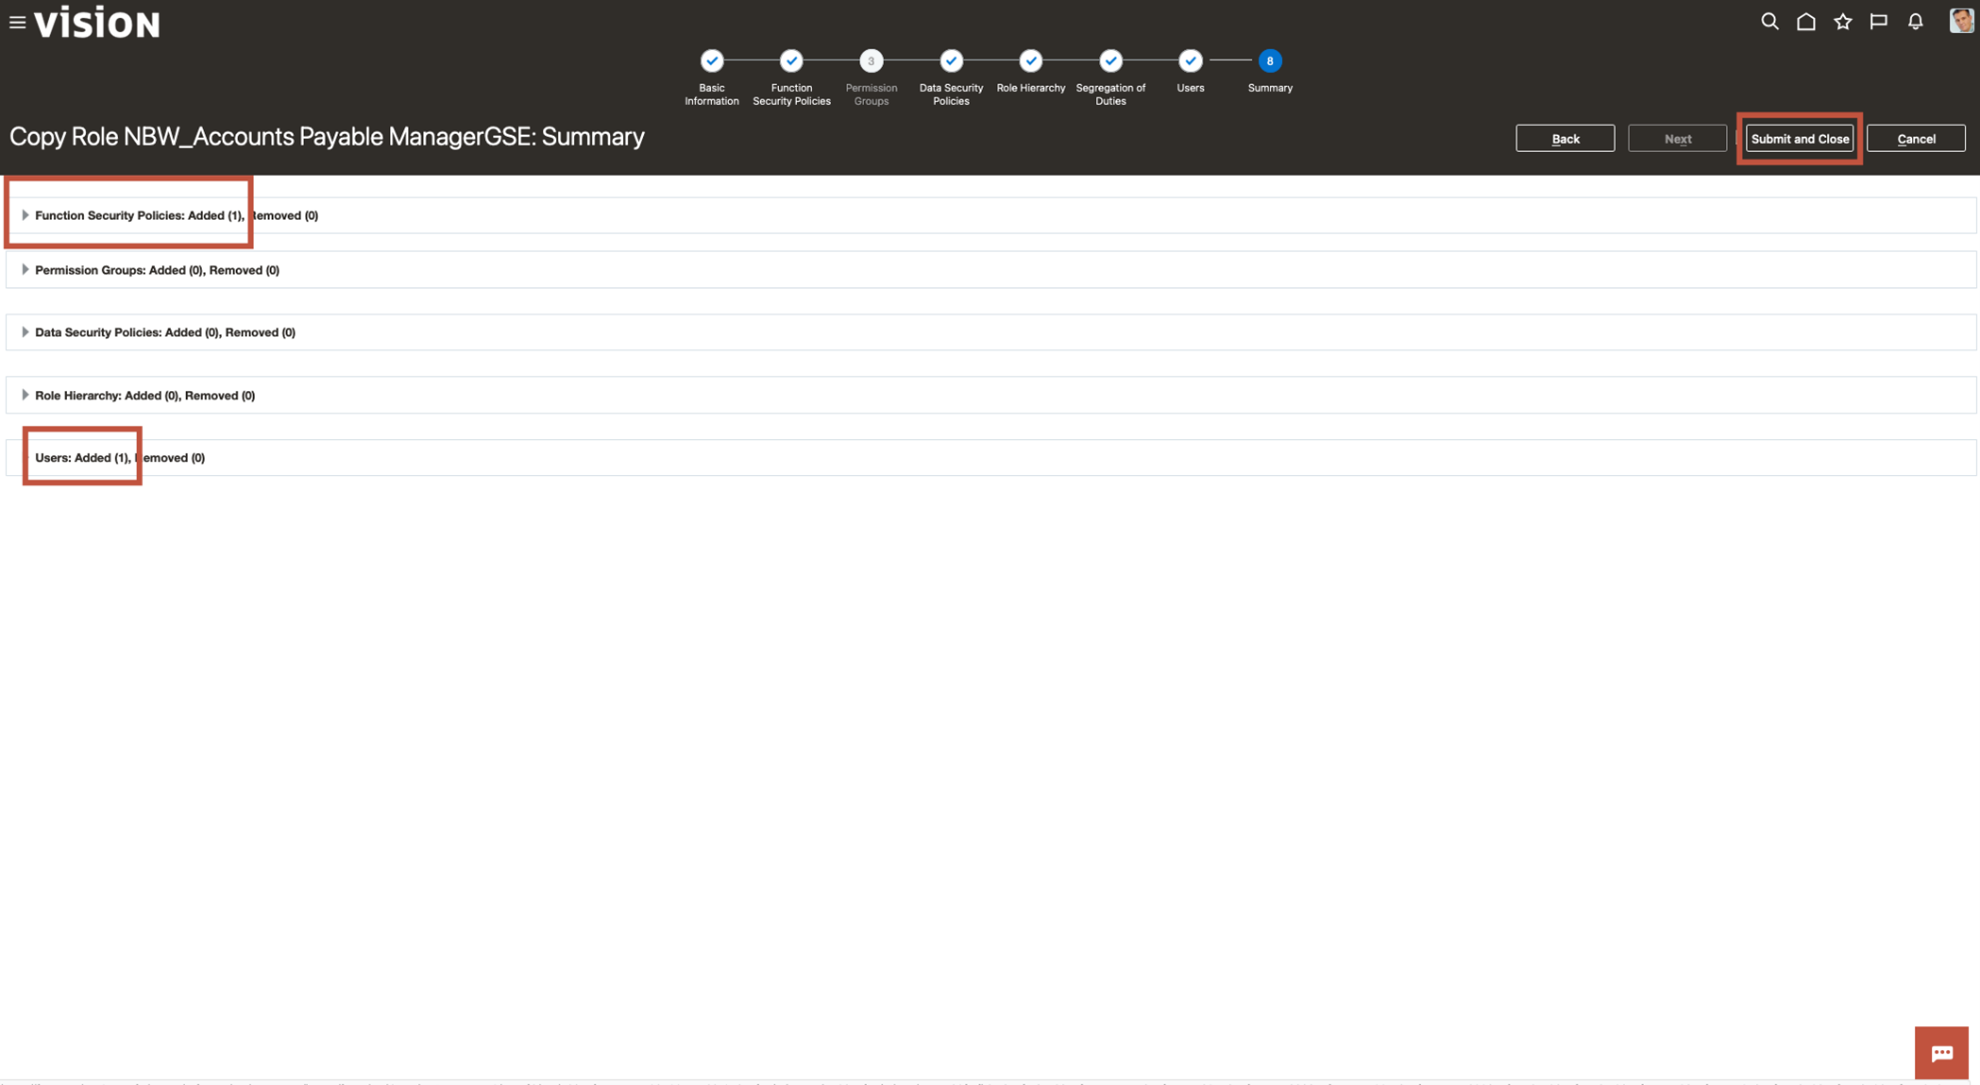 vision
3
8
Basic Information
Function Security Policies
Permission Groups
Data Security Policies
Role Hierarchy
Segregation of Duties
Users
Summary
Copy Role NBW_Accounts Payable ManagerGSE: Summary
Back
Next
Submit and Close
Cancel
Function Security Policies: Added (1), Removed (0)
Permission Groups: Added (0), Removed (0)
Data Security Policies: Added (0), Removed (0)
Role Hierarchy: Added (0), Removed (0)
Users: Added (1), Removed (0)